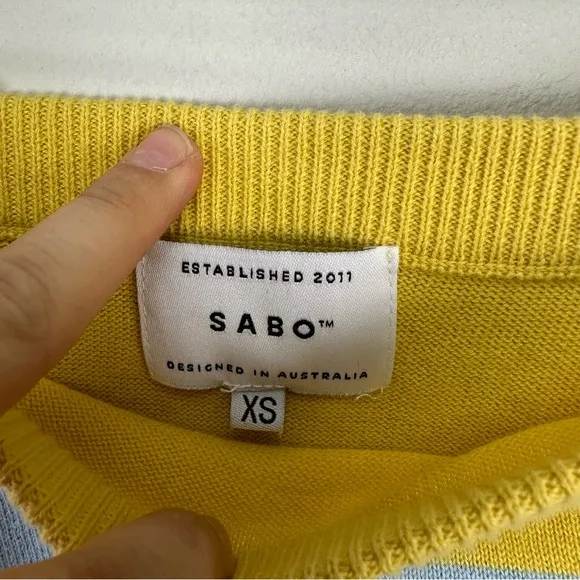 ESTABLISHED 2011
SABO™
DESIGNED IN AUSTRALIA
XS